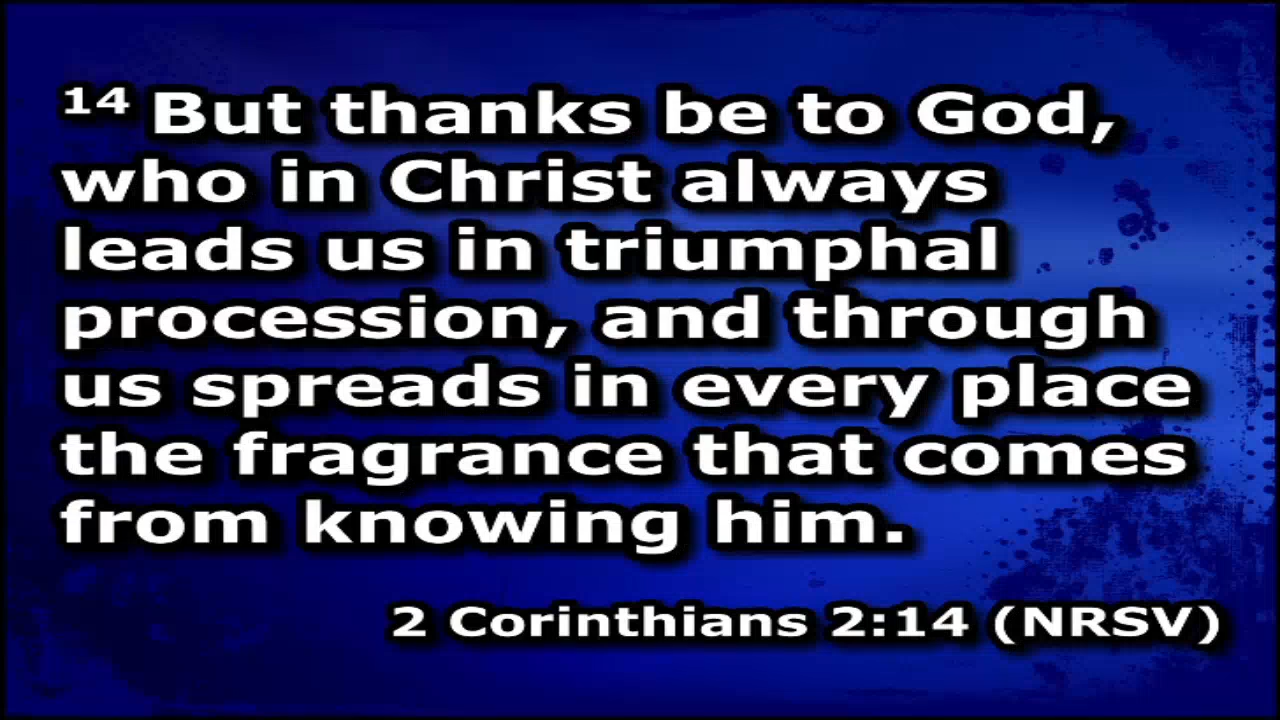 14 But thanks be to God,
who in Christ always
leads us in triumphal
procession, and through
us spreads in every place
the fragrance that comes
from knowing him.
2 Corinthians 2:14 (NRSV)